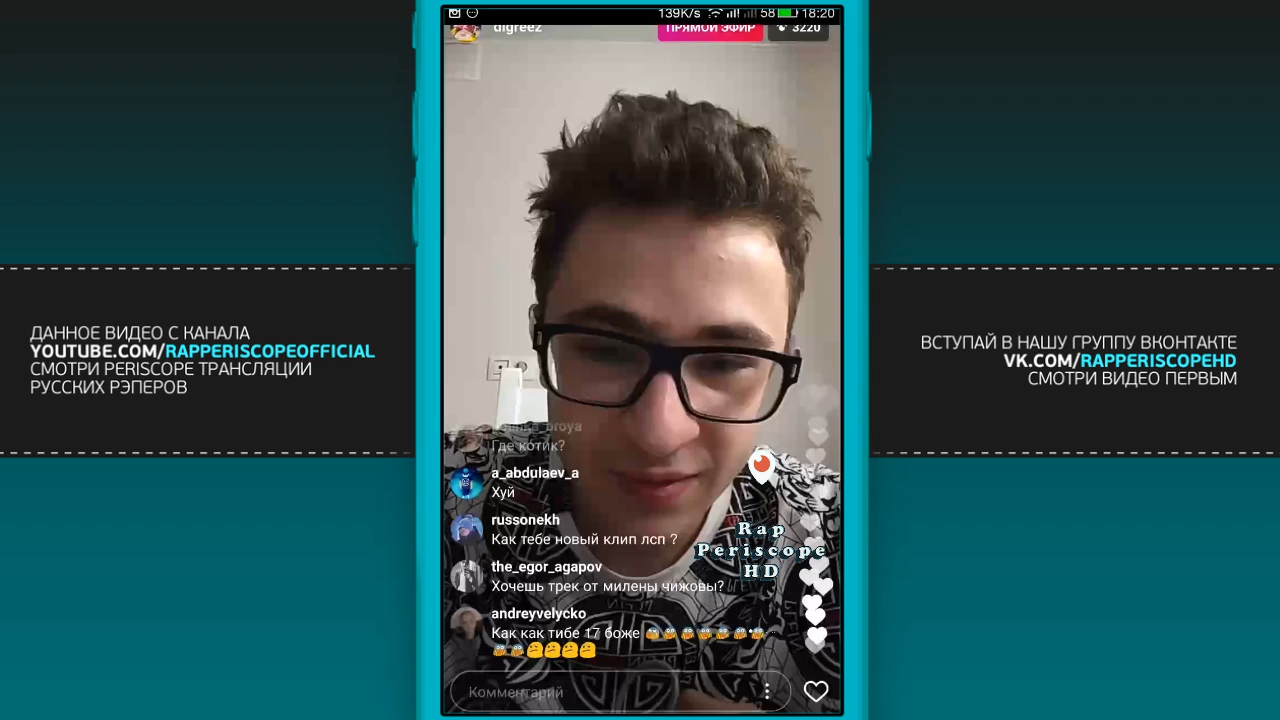 139K/s 58 18:20
digreez ПРЯМОЙ ЭФИР 3220
ДАННОЕ ВИДЕО С КАНАЛА
YOUTUBE.COM/RAPPERISCOPEOFFICIAL
СМОТРИ PERISCOPE ТРАНСЛЯЦИИ
РУССКИХ РЭПЕРОВ
ВСТУПАЙ В НАШУ ГРУППУ ВКОНТАКТЕ
VK.COM/RAPPERISCOPEHD
СМОТРИ ВИДЕО ПЕРВЫМ
Где котик?
a_abdulaev_a
Хуй
russonekh
Как тебе новый клип лсп ?
the_egor_agapov
Хочешь трек от милены чижовы?
andreyvelycko
Как как тибе 17 боже
Rap
Periscope
HD
Комментарий